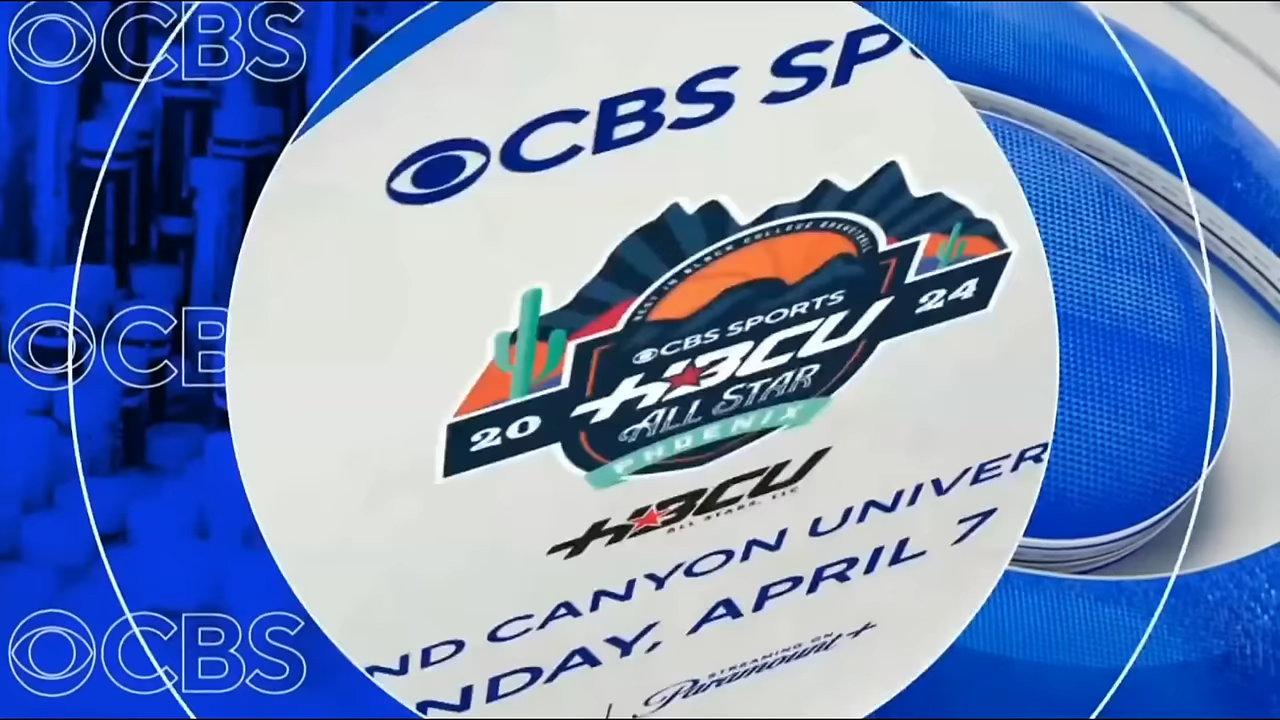 CBS
CBS
CBS
CBS SP
BEST IN BLACK COLLEGE BASKETBALL
CBS SPORTS
HBCU
20 24
ALL STAR
PHOENIX
HBCU
ALL STARS, LLC
ND CANYON UNIVER
NDAY, APRIL 7
STREAMING ON
Paramount+